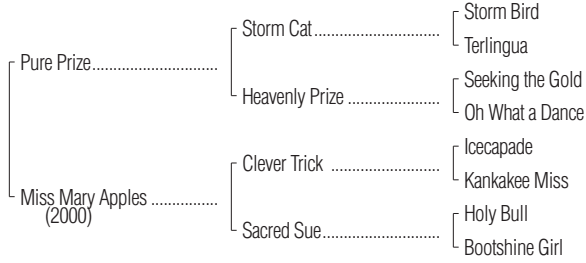 Storm Bird
Storm Cat..............................
Terlingua
Pure Prize..............................
Seeking the Gold
Heavenly Prize ......................
Oh What a Dance
Icecapade
Clever Trick ..........................
Kankakee Miss
Miss Mary Apples ................
(2000)
Holy Bull
Sacred Sue............................
Bootshine Girl